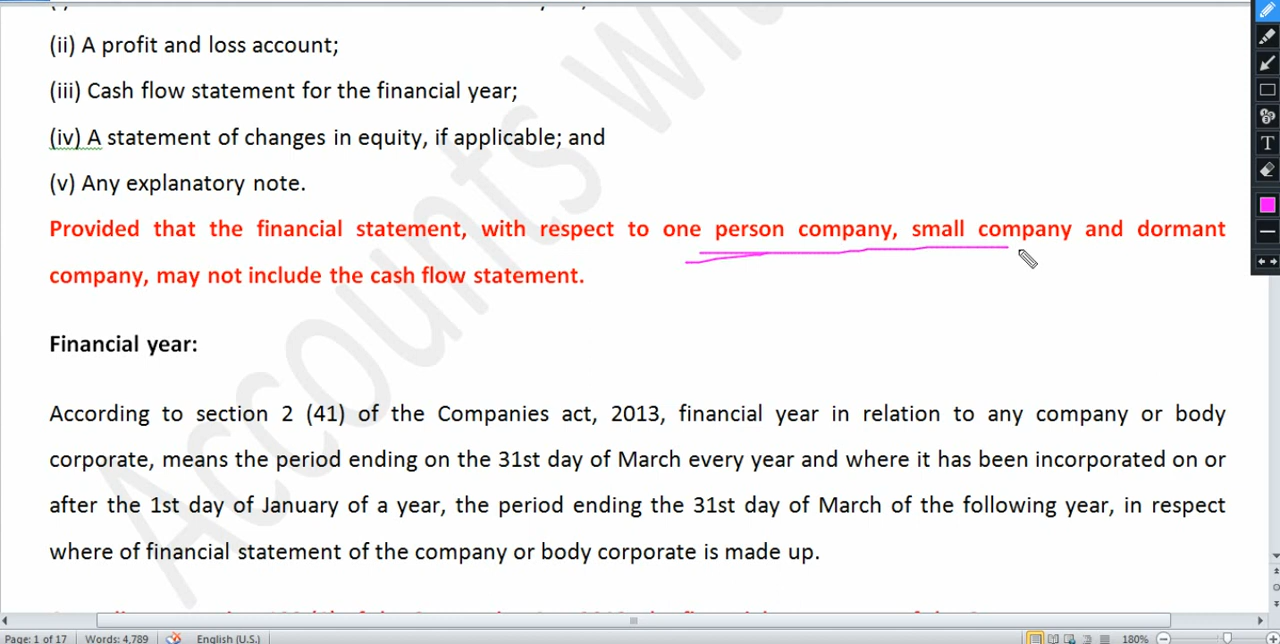 (ii) A profit and loss account;
(iii) Cash flow statement for the financial year;
(iv) A statement of changes in equity, if applicable; and
(v) Any explanatory note.
Provided that the financial statement, with respect to one person company, small company and dormant
company, may not include the cash flow statement.
Financial year:
According to section 2 (41) of the Companies act, 2013, financial year in relation to any company or body
corporate, means the period ending on the 31st day of March every year and where it has been incorporated on or
after the 1st day of January of a year, the period ending the 31st day of March of the following year, in respect
where of financial statement of the company or body corporate is made up.
Accounts Wi
Page: 1 of 17 Words: 4,789 English (U.S.) 180%